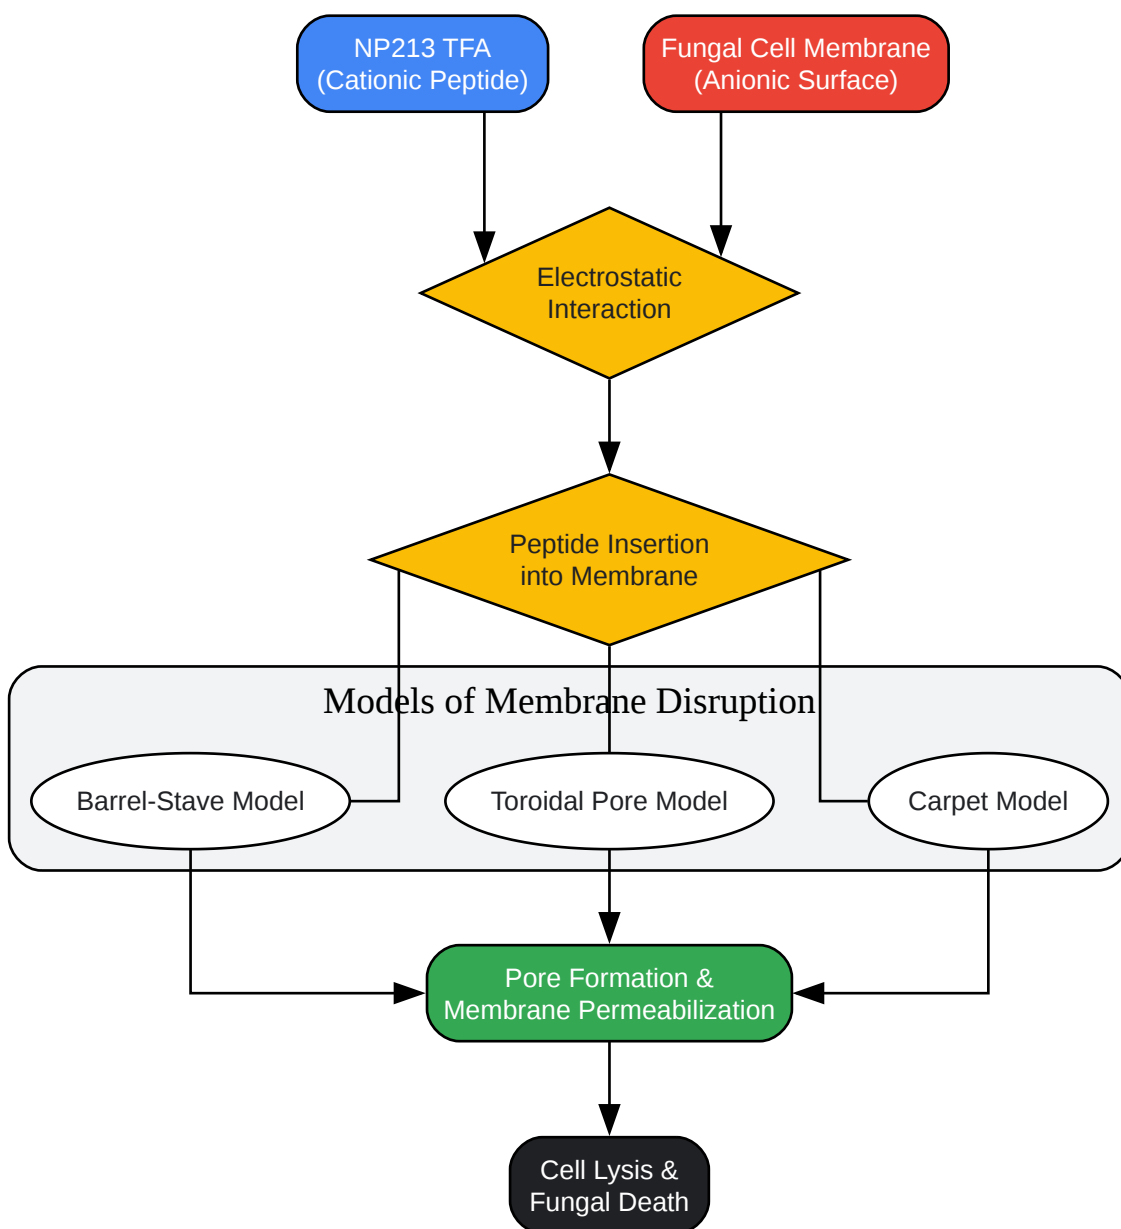 NP213 TFA
(Cationic Peptide)
Fungal Cell Membrane
(Anionic Surface)
Electrostatic
Interaction
Peptide Insertion
into Membrane
Models of Membrane Disruption
Barrel-Stave Model
Toroidal Pore Model
Carpet Model
Pore Formation &
Membrane Permeabilization
Cell Lysis &
Fungal Death